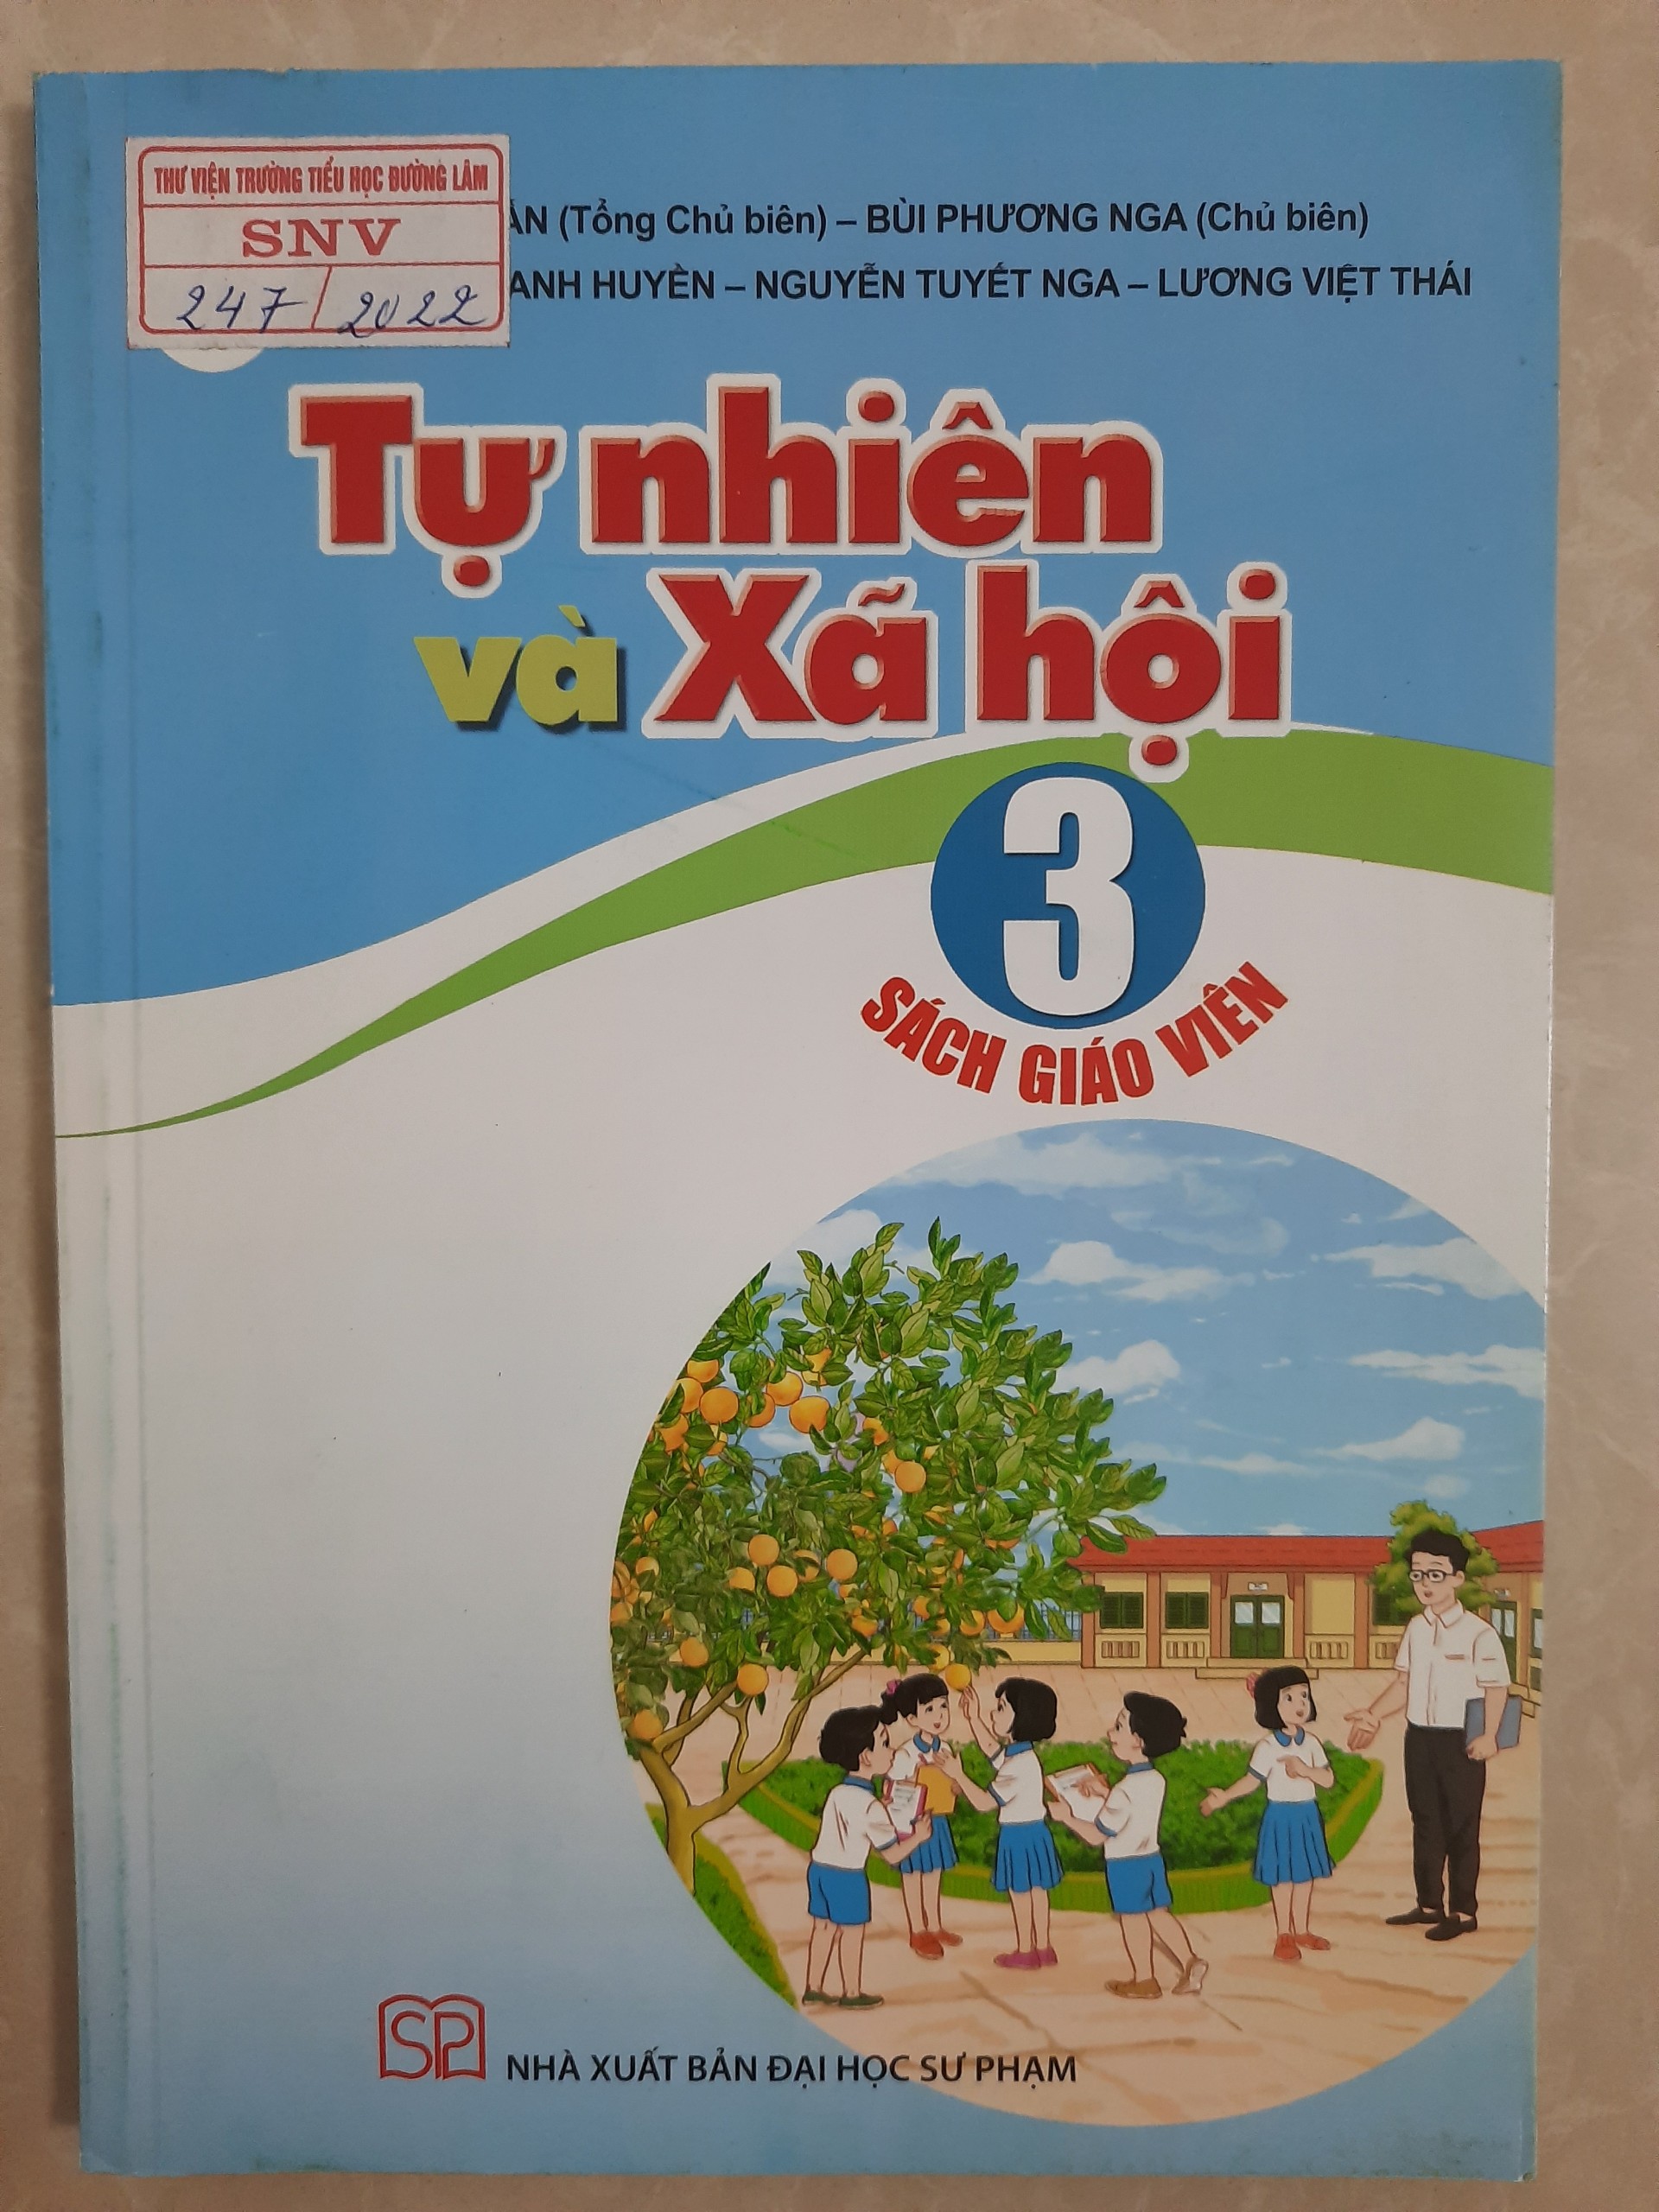 THƯ VIỆN TRƯỜNG TIỂU HỌC ĐƯỜNG LÂM
SNV
247/2022
(Tổng Chủ biên) – BÙI PHƯƠNG NGA (Chủ biên)
ANH HUYỀN – NGUYỄN TUYẾT NGA – LƯƠNG VIỆT THÁI
Tự nhiên
và Xã hội
3
SÁCH GIÁO VIÊN
SP
NHÀ XUẤT BẢN ĐẠI HỌC SƯ PHẠM